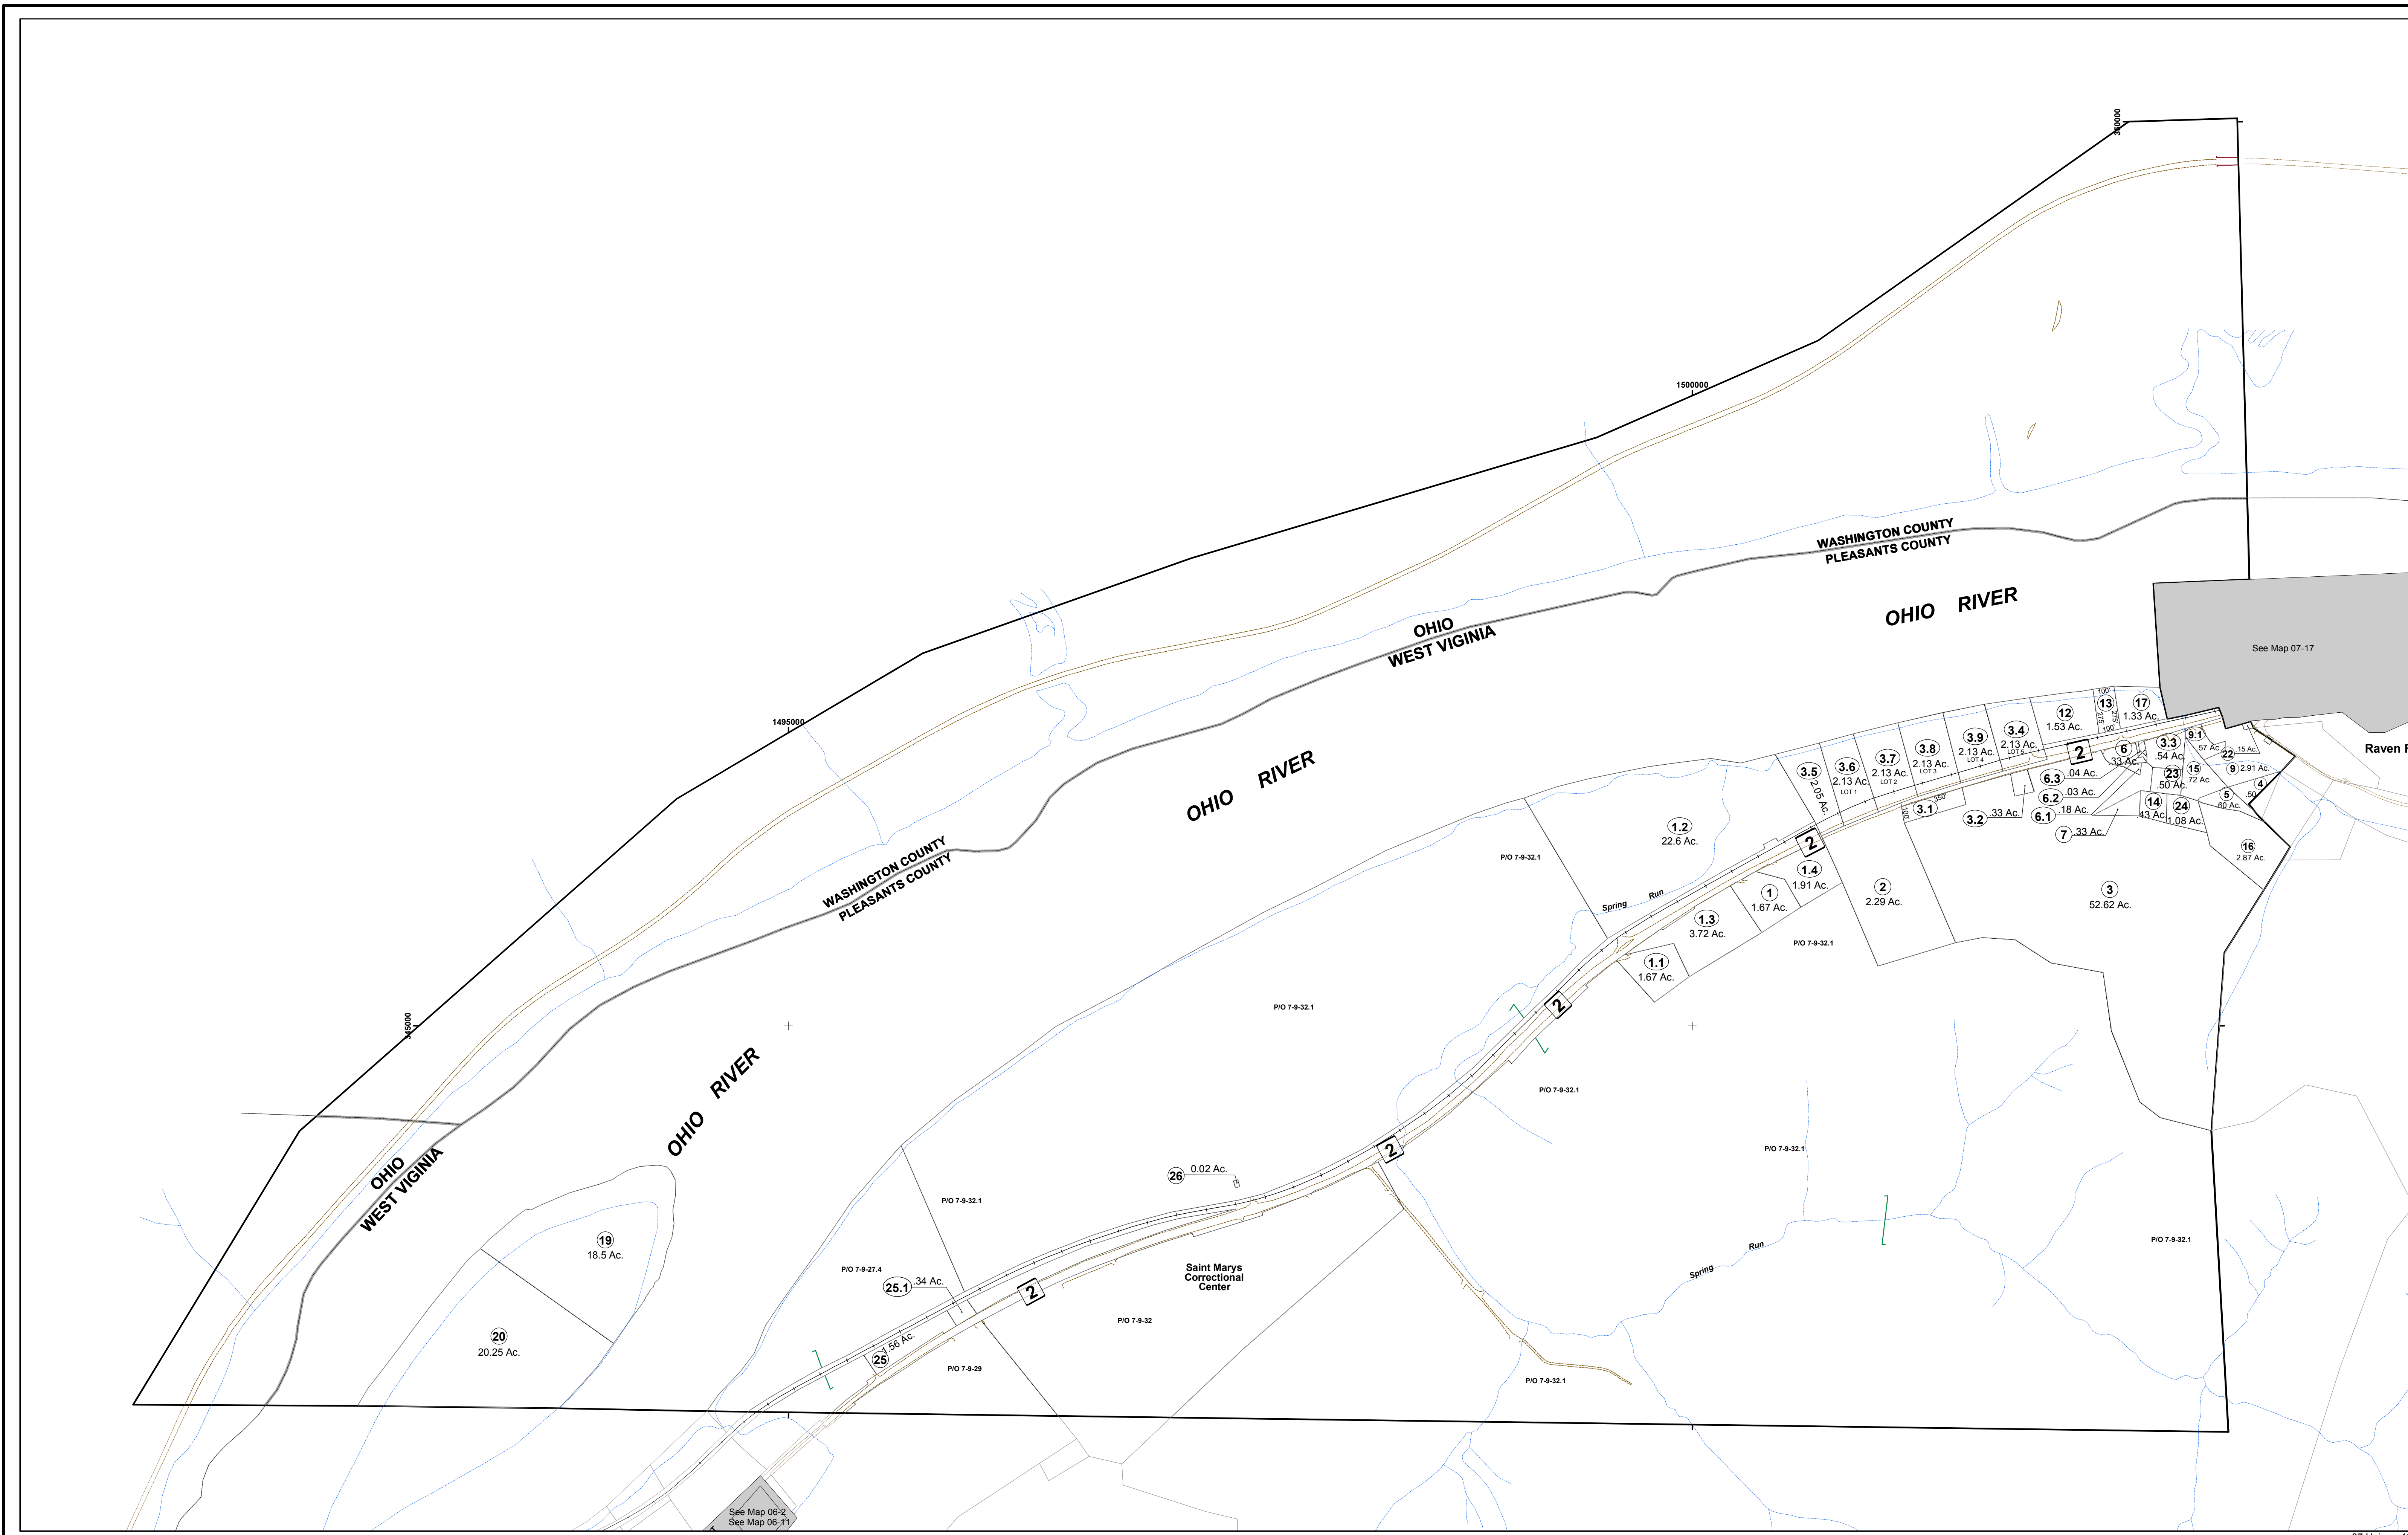 350000
1500000
WASHINGTON COUNTY
PLEASANTS COUNTY
OHIO RIVER
OHIO
WEST VIGINIA
See Map 07-17
1495000
OHIO RIVER
WASHINGTON COUNTY
PLEASANTS COUNTY
100'
13
275'
275'
100'
17
1.33 Ac.
12
1.53 Ac.
3.4
2.13 Ac.
LOT 5
3.9
2.13 Ac.
LOT 4
3.8
2.13 Ac.
LOT 3
3.7
2.13 Ac.
LOT 2
3.6
2.13 Ac.
LOT 1
3.5
2.05 Ac.
2
6
.33 Ac.
3.3
.54 Ac.
9.1
.57 Ac.
22
.15 Ac.
9
2.91 Ac.
4
.50
5
.60 Ac.
15
.72 Ac.
23
.50 Ac.
6.3
.04 Ac.
6.2
.03 Ac.
6.1
.18 Ac.
7
.33 Ac.
14
.43 Ac.
24
1.08 Ac.
16
2.87 Ac.
3.1
350'
100'
3.2
.33 Ac.
3
52.62 Ac.
2
2.29 Ac.
2
1.4
1.91 Ac.
1
1.67 Ac.
1.3
3.72 Ac.
1.1
1.67 Ac.
1.2
22.6 Ac.
P/O 7-9-32.1
Spring Run
P/O 7-9-32.1
P/O 7-9-32.1
2
345000
OHIO RIVER
P/O 7-9-32.1
2
P/O 7-9-32.1
OHIO
WEST VIGINIA
26
0.02 Ac.
P/O 7-9-32.1
19
18.5 Ac.
20
20.25 Ac.
P/O 7-9-27.4
25.1
.34 Ac.
2
25
1.56 Ac.
Saint Marys
Correctional
Center
P/O 7-9-32
P/O 7-9-29
Spring Run
P/O 7-9-32.1
P/O 7-9-32.1
See Map 06-2
See Map 06-11